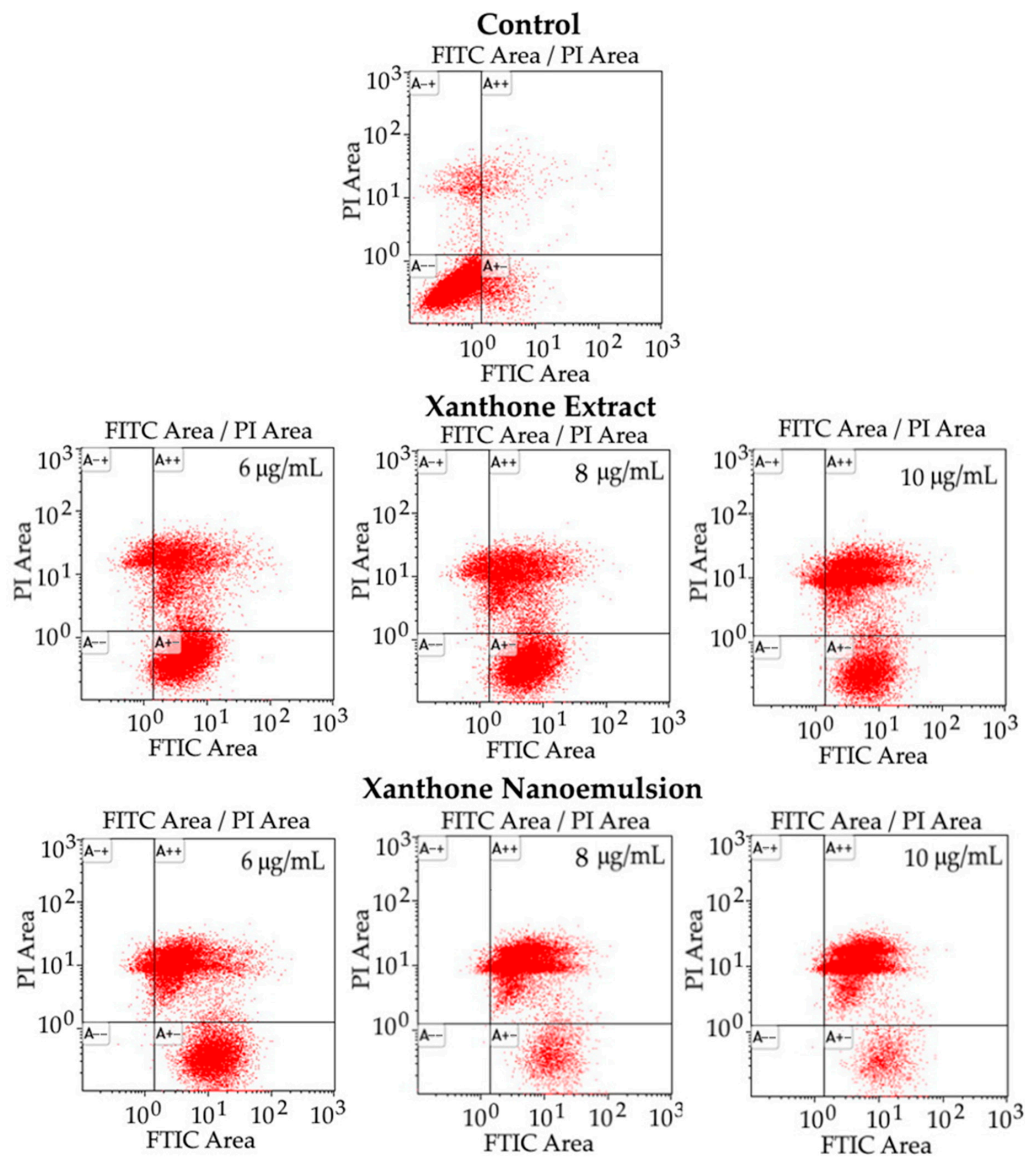 Control
FITC Area / PI Area
A-+ A++
10³
10²
10¹
10⁰
PI Area
A-- A+-
10⁰ 10¹ 10² 10³
FTIC Area
Xanthone Extract
FITC Area / PI Area
A-+ A++
6 µg/mL
10³
10²
10¹
10⁰
PI Area
A-- A+-
10⁰ 10¹ 10² 10³
FTIC Area
FITC Area / PI Area
A-+ A++
8 µg/mL
10³
10²
10¹
10⁰
PI Area
A-- A+-
10⁰ 10¹ 10² 10³
FTIC Area
FITC Area / PI Area
A-+ A++
10 µg/mL
10³
10²
10¹
10⁰
PI Area
A-- A+-
10⁰ 10¹ 10² 10³
FTIC Area
Xanthone Nanoemulsion
FITC Area / PI Area
A-+ A++
6 µg/mL
10³
10²
10¹
10⁰
PI Area
A-- A+-
10⁰ 10¹ 10² 10³
FTIC Area
FITC Area / PI Area
A-+ A++
8 µg/mL
10³
10²
10¹
10⁰
PI Area
A-- A+-
10⁰ 10¹ 10² 10³
FTIC Area
FITC Area / PI Area
A-+ A++
10 µg/mL
10³
10²
10¹
10⁰
PI Area
A-- A+-
10⁰ 10¹ 10² 10³
FTIC Area